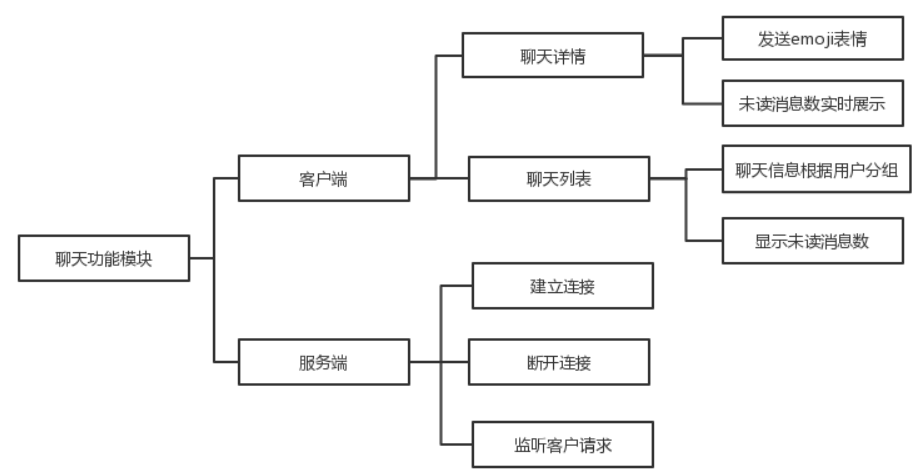 聊天功能模块
客户端
聊天详情
发送emoji表情
未读消息数实时展示
聊天列表
聊天信息根据用户分组
显示未读消息数
服务端
建立连接
断开连接
监听客户请求